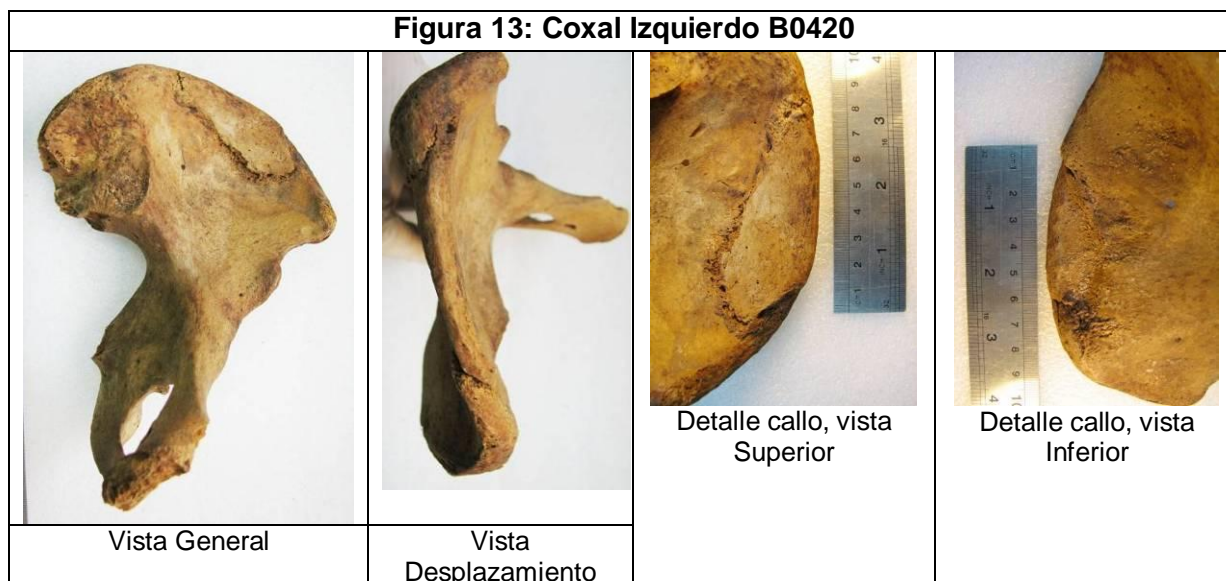 Figura 13: Coxal Izquierdo B0420
Detalle callo, vista
Superior
Detalle callo, vista
Inferior
Vista General
Vista
Desplazamiento